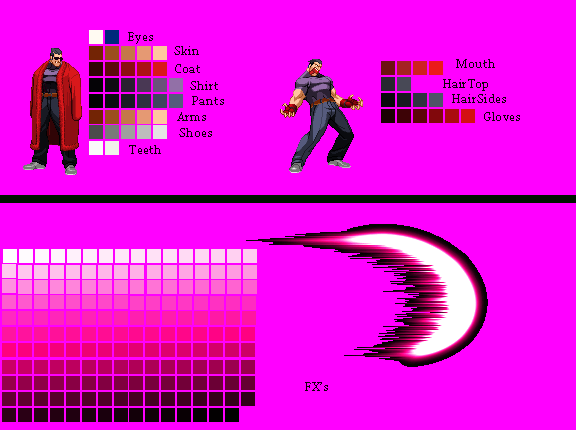 Eyes
Skin
Coat
Shirt
Pants
Arms
Shoes
Teeth
Mouth
Hair Top
HairSides
Gloves
FX's